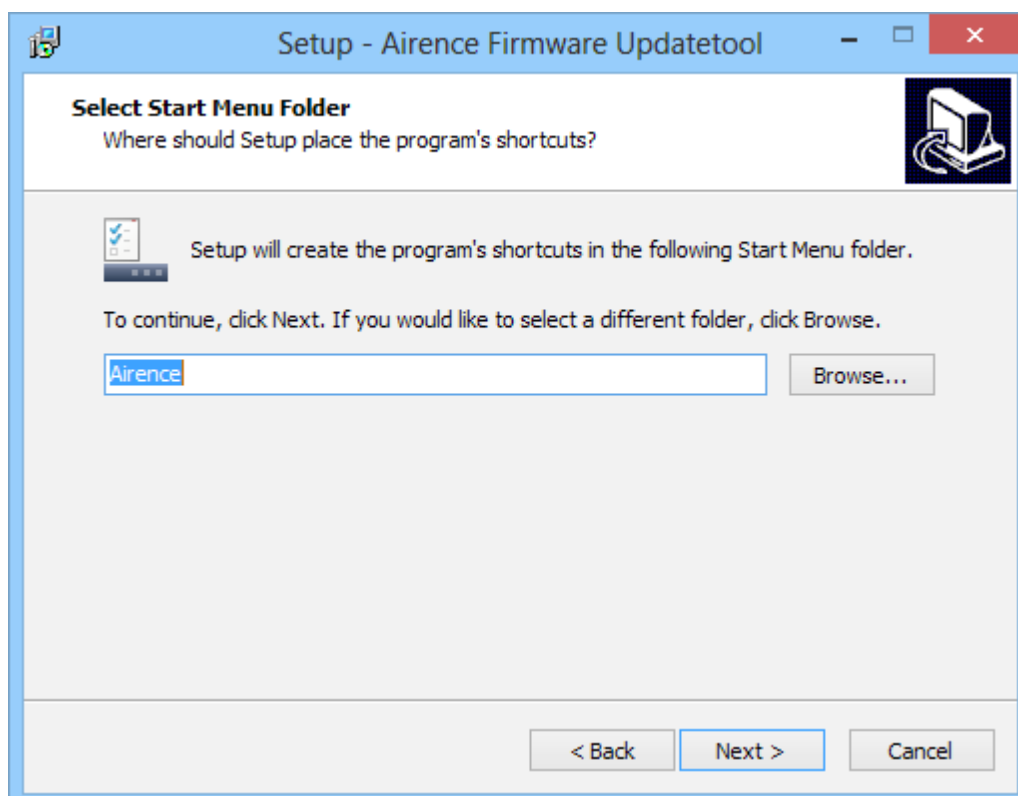 Setup - Airence Firmware Updatetool
Select Start Menu Folder
Where should Setup place the program's shortcuts?
Setup will create the program's shortcuts in the following Start Menu folder.
To continue, click Next. If you would like to select a different folder, click Browse.
Airence Browse...
< Back Next > Cancel